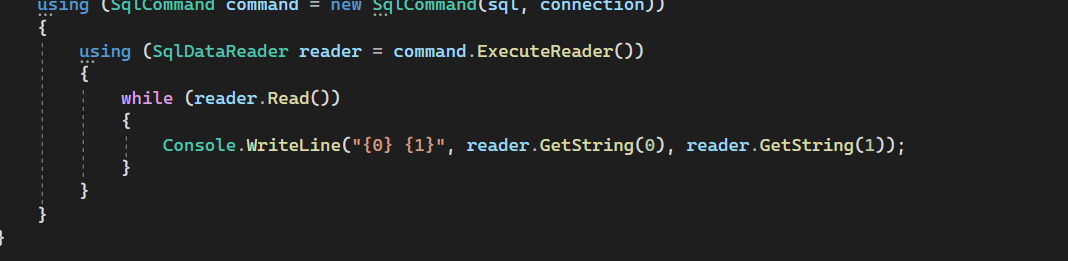 using (SqlCommand command = new SqlCommand(sql, connection))
{
using (SqlDataReader reader = command.ExecuteReader())
{
while (reader.Read())
{
Console.WriteLine("{0} {1}", reader.GetString(0), reader.GetString(1));
}
}
}
}